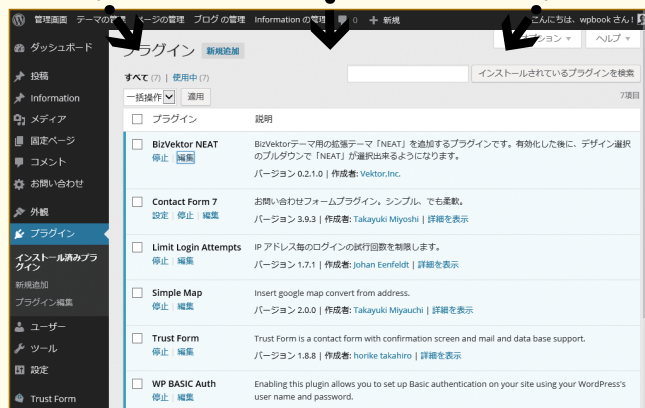 管理画面 テーマの管理 ページの管理 ブログ の管理 Information の管理 0 + 新規 こんにちは、wpbook さん!
ダッシュボード
投稿
Information
メディア
固定ページ
コメント
お問い合わせ
外観
プラグイン
インストール済みプラ
グイン
新規追加
プラグイン編集
ユーザー
ツール
設定
Trust Form
プラグイン 新規追加
ヘルプ ▼
すべて (7) | 使用中 (7)
インストールされているプラグインを検索
一括操作 適用
7項目
プラグイン 説明
BizVektor NEAT
停止 | 編集
BizVektorテーマ用の拡張テーマ「NEAT」を追加するプラグインです。有効化した後に、デザイン選択
のプルダウンで「NEAT」が選択出来るようになります。
バージョン 0.2.1.0 | 作成者: Vektor,Inc.
Contact Form 7
設定 | 停止 | 編集
お問い合わせフォームプラグイン。シンプル、でも柔軟。
バージョン 3.9.3 | 作成者: Takayuki Miyoshi | 詳細を表示
Limit Login Attempts
停止 | 編集
IP アドレス毎のログインの試行回数を制限します。
バージョン 1.7.1 | 作成者: Johan Eenfeldt | 詳細を表示
Simple Map
停止 | 編集
Insert google map convert from address.
バージョン 2.0.0 | 作成者: Takayuki Miyauchi | 詳細を表示
Trust Form
停止 | 編集
Trust Form is a contact form with confirmation screen and mail and data base support.
バージョン 1.8.8 | 作成者: horike takahiro | 詳細を表示
WP BASIC Auth
停止 | 編集
Enabling this plugin allows you to set up Basic authentication on your site using your WordPress's
user name and password.